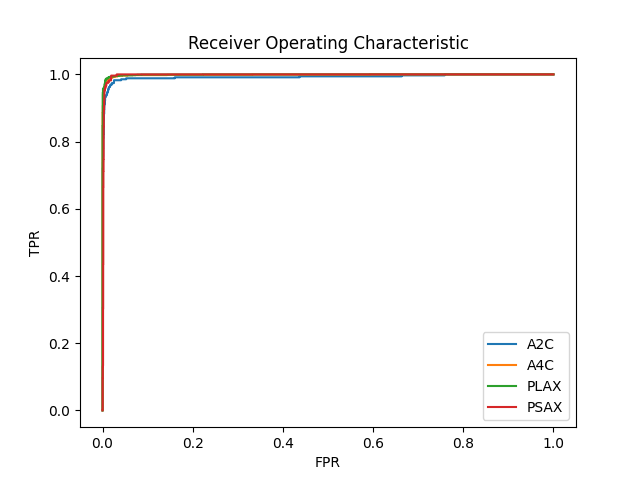 Receiver Operating Characteristic
TPR
1.0
0.8
0.6
0.4
0.2
0.0
0.0 0.2 0.4 0.6 0.8 1.0
FPR
A2C
A4C
PLAX
PSAX